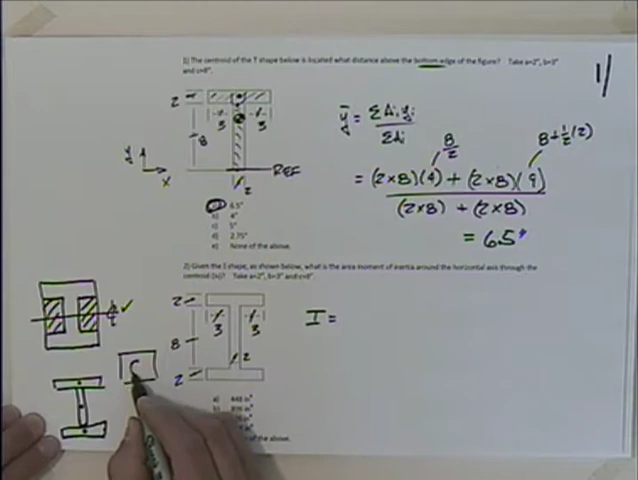 1) The centroid of the T shape below is located what distance above the bottom edge of the figure? Take a=2", b=3"
and c=8".
1/
2
3
3
8
y
x
REF
2
ȳ = ΣAiyi
ΣAi
8/2
8+½(2)
= (2×8)(4) + (2×8)(9)
(2×8) + (2×8)
= 6.5"
6.5"
b) 4"
c) 5"
d) 2.75"
e) None of the above.
2) Given the I shape, as shown below, what is the area moment of inertia around the horizontal axis through the
centroid
Take a=2", b=3" and c=8".
2
3
3
8
2
2
I =
a)
b)
of the above.